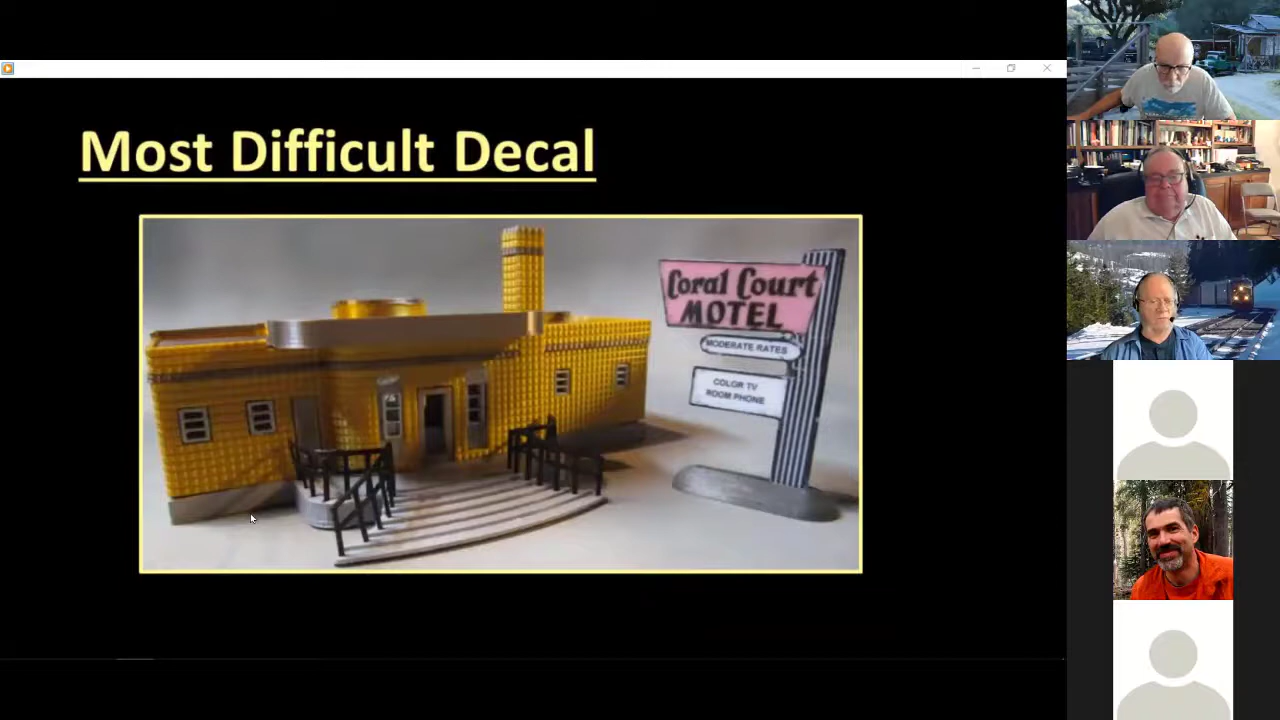 Most Difficult Decal
Coral Court
MOTEL
MODERATE RATES
COLOR TV
ROOM PHONE